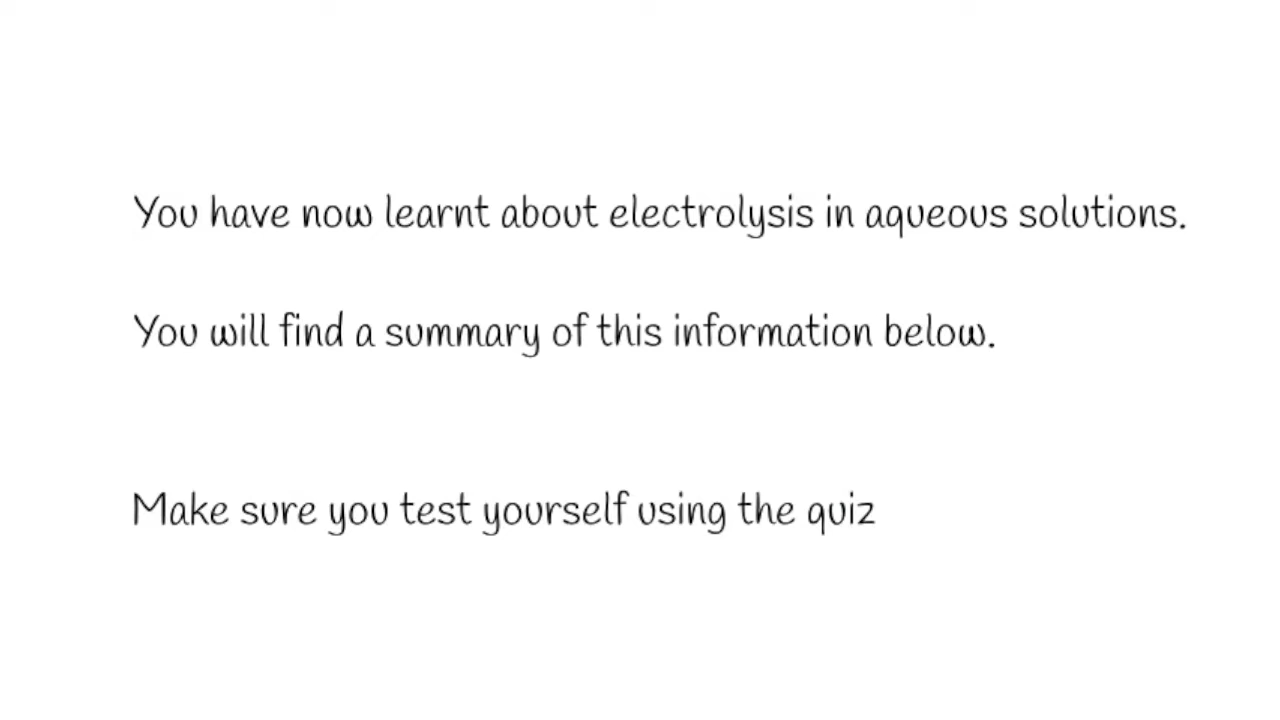 You have now learnt about electrolysis in aqueous solutions.
You will find a summary of this information below.
Make sure you test yourself using the quiz